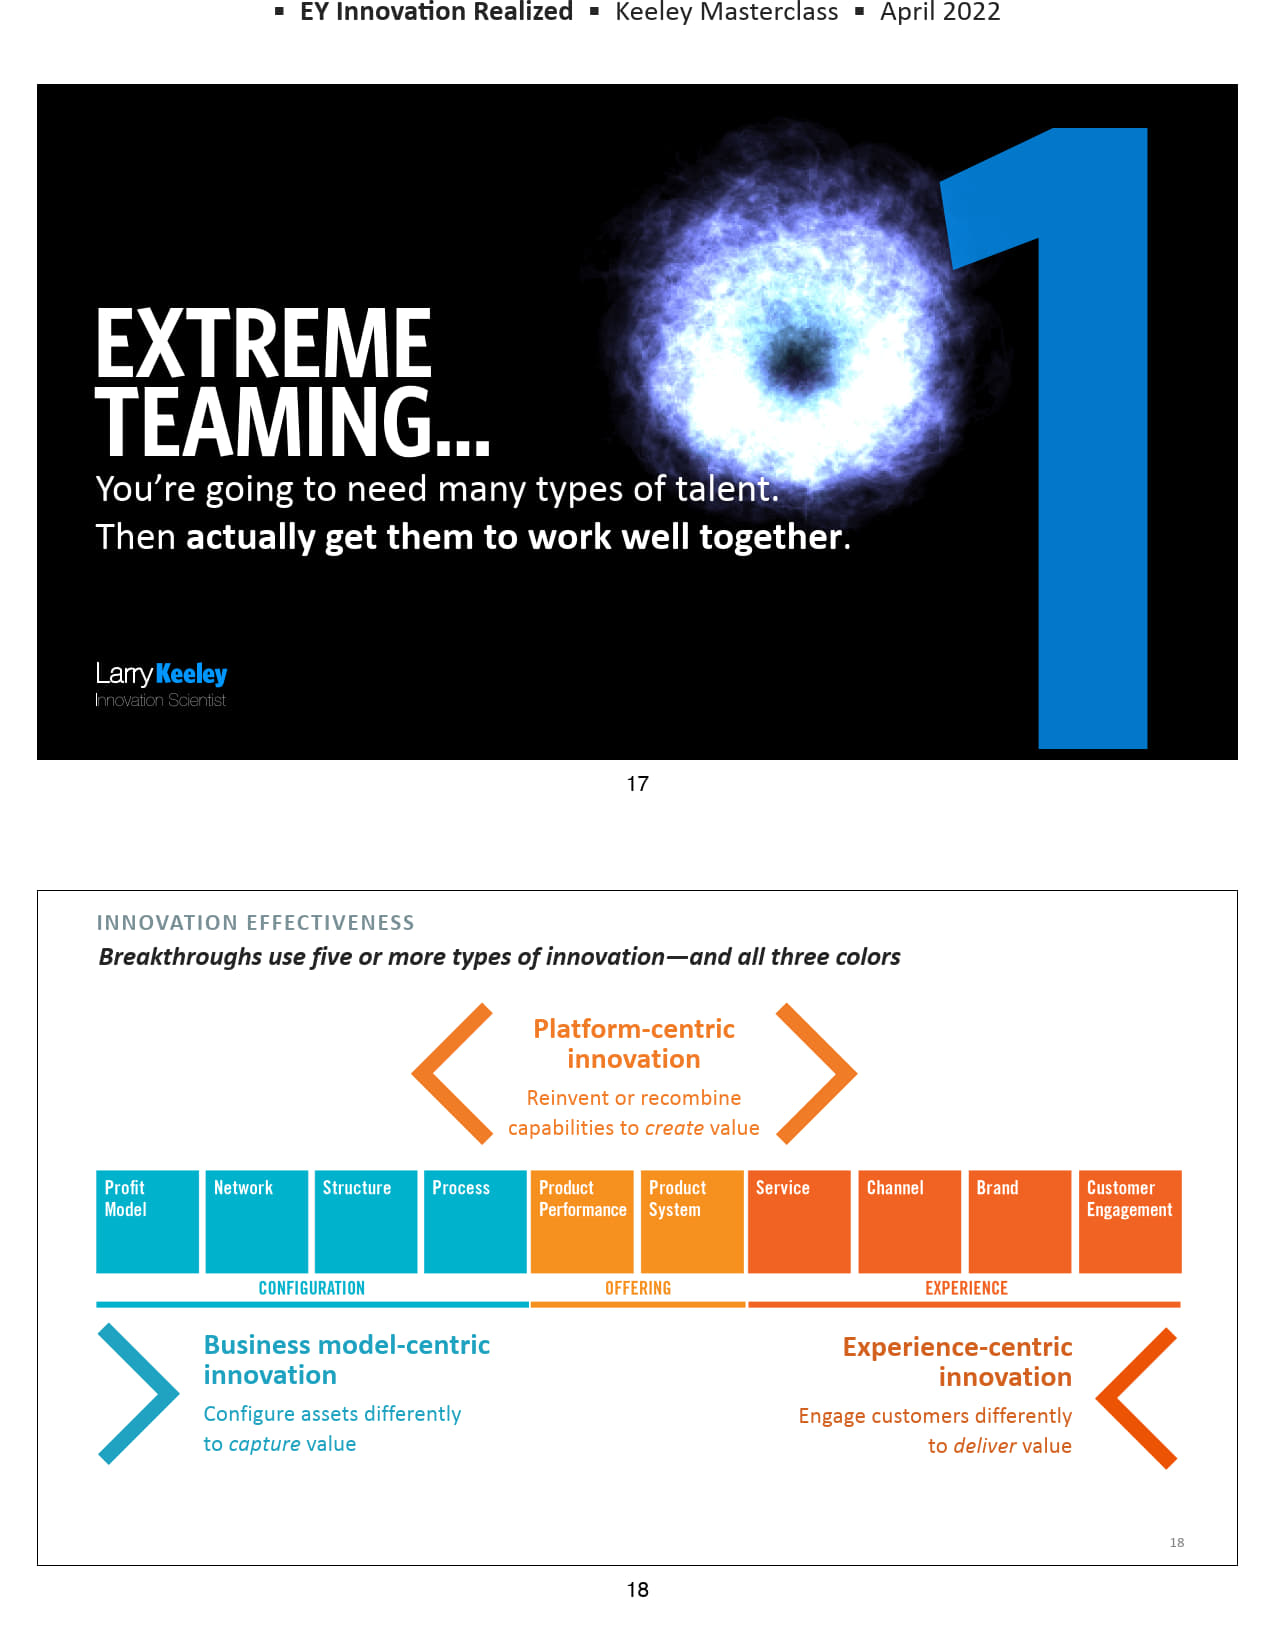 ▪ EY Innovation Realized ▪ Keeley Masterclass ▪ April 2022
1
EXTREME
TEAMING...
You're going to need many types of talent.
Then actually get them to work well together.
Larry Keeley
Innovation Scientist
17
INNOVATION EFFECTIVENESS
Breakthroughs use five or more types of innovation—and all three colors
Platform-centric
innovation
Reinvent or recombine
capabilities to create value
Profit
Model
Network
Structure
Process
Product
Performance
Product
System
Service
Channel
Brand
Customer
Engagement
CONFIGURATION
OFFERING
EXPERIENCE
Business model-centric
innovation
Configure assets differently
to capture value
Experience-centric
innovation
Engage customers differently
to deliver value
18
18